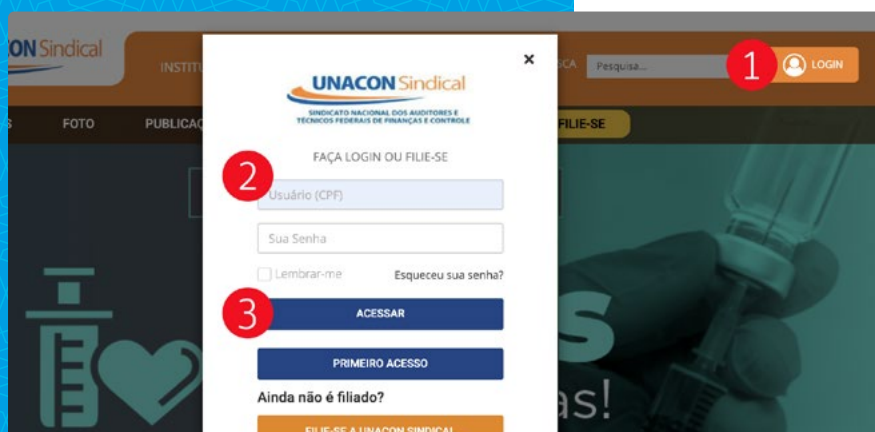 ON Sindical
INSTITU
SCA
Pesquisa...
1
LOGIN
S
FOTO
PUBLICAÇ
FILIE-SE
×
UNACON Sindical
SINDICATO NACIONAL DOS AUDITORES E
TÉCNICOS FEDERAIS DE FINANÇAS E CONTROLE
FAÇA LOGIN OU FILIE-SE
2
Usuário (CPF)
Sua Senha
Lembrar-me
Esqueceu sua senha?
3
ACESSAR
PRIMEIRO ACESSO
Ainda não é filiado?
FILIE-SE A UNACON SINDICAL
S
as!